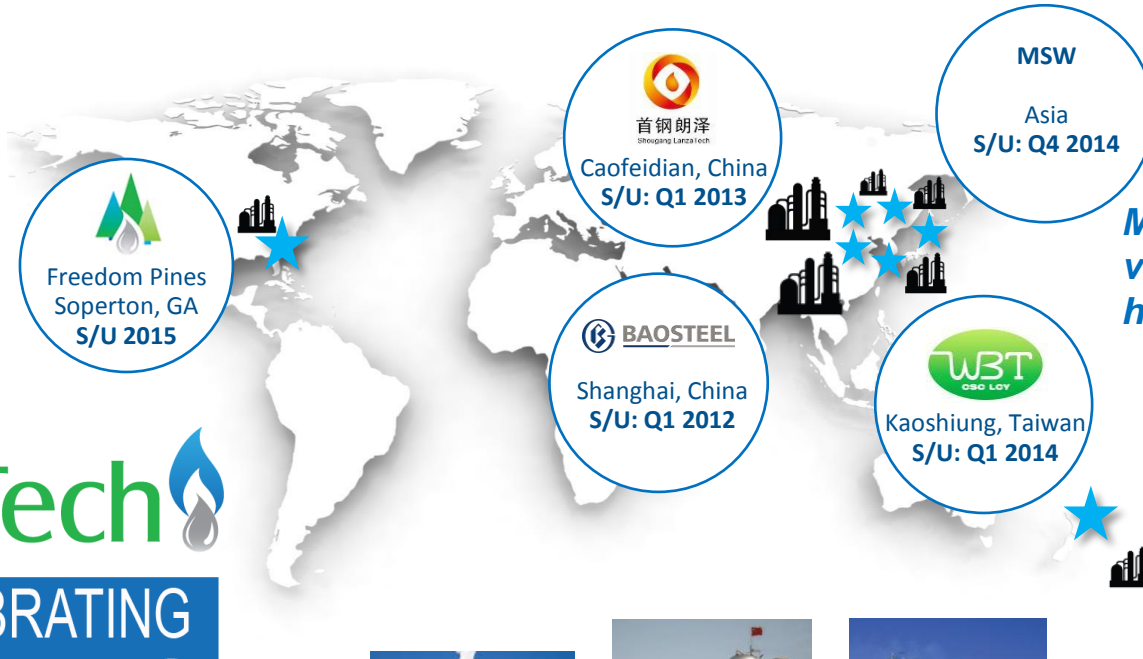 MSW
Asia
S/U: Q4 2014
首钢朗泽
Shougang LanzaTech
Caofeidian, China
S/U: Q1 2013
Freedom Pines
Soperton, GA
S/U 2015
BAOSTEEL
Shanghai, China
S/U: Q1 2012
WBT
CSC LCY
Kaoshiung, Taiwan
S/U: Q1 2014
ech
BRATING